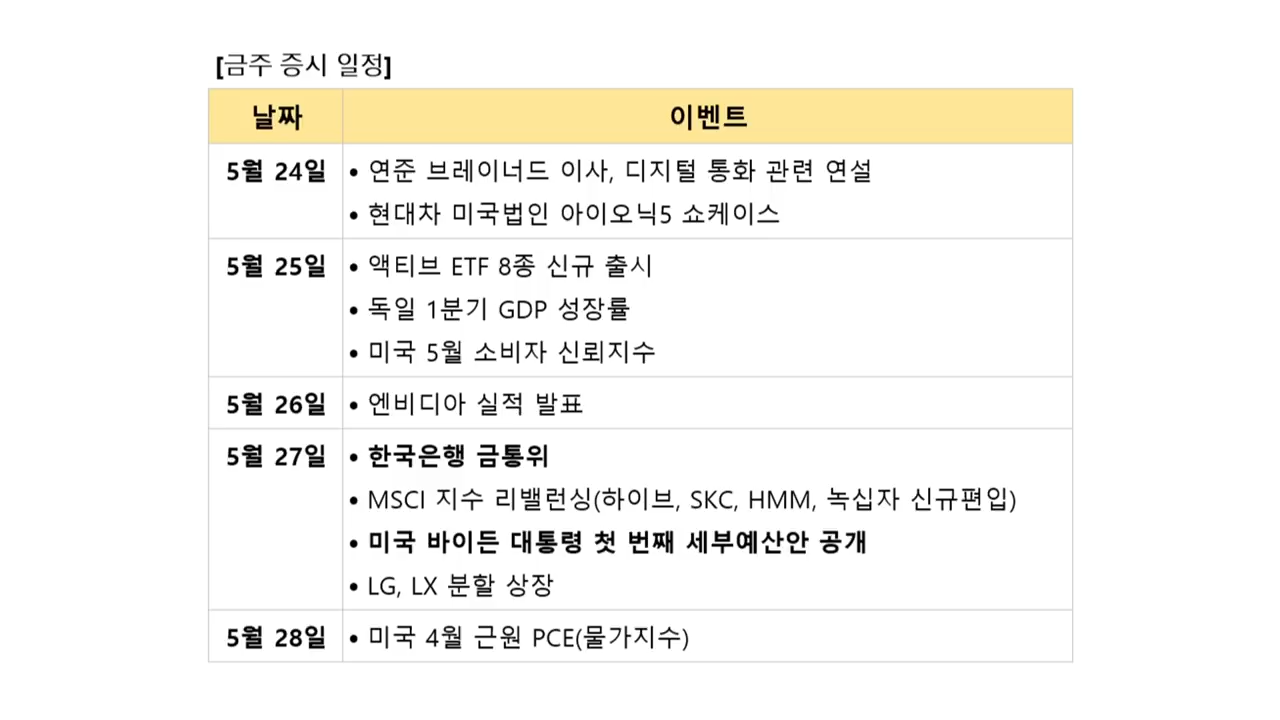 [금주 증시 일정]
날짜 이벤트
5월 24일 • 연준 브레이너드 이사, 디지털 통화 관련 연설
• 현대차 미국법인 아이오닉5 쇼케이스
5월 25일 • 액티브 ETF 8종 신규 출시
• 독일 1분기 GDP 성장률
• 미국 5월 소비자 신뢰지수
5월 26일 • 엔비디아 실적 발표
5월 27일 • 한국은행 금통위
• MSCI 지수 리밸런싱(하이브, SKC, HMM, 녹십자 신규편입)
• 미국 바이든 대통령 첫 번째 세부예산안 공개
• LG, LX 분할 상장
5월 28일 • 미국 4월 근원 PCE(물가지수)